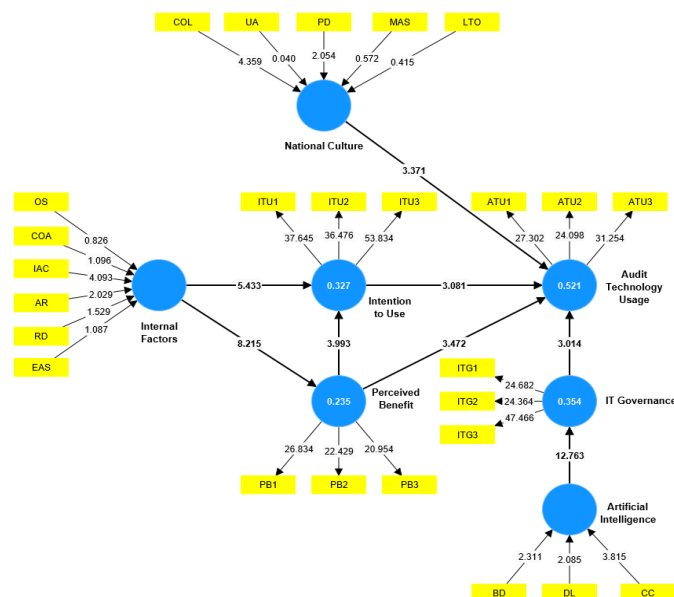 COL UA PD MAS LTO
4.359 0.040 2.054 0.572 0.415
National Culture
3.371
OS
COA
IAC
AR
RD
EAS
0.826
1.096
4.093
2.029
1.529
1.087
Internal
Factors
5.433
8.215
ITU1 ITU2 ITU3
37.645 36.476 53.834
0.327
Intention
to Use
3.081
3.993
3.472
ATU1 ATU2 ATU3
27.302 24.098 31.254
0.521
Audit
Technology
Usage
3.014
0.235
Perceived
Benefit
26.834 22.429 20.954
PB1 PB2 PB3
ITG1
ITG2
ITG3
24.682
24.364
47.466
0.354
IT Governance
12.763
Artificial
Intelligence
2.311 2.085 3.815
BD DL CC